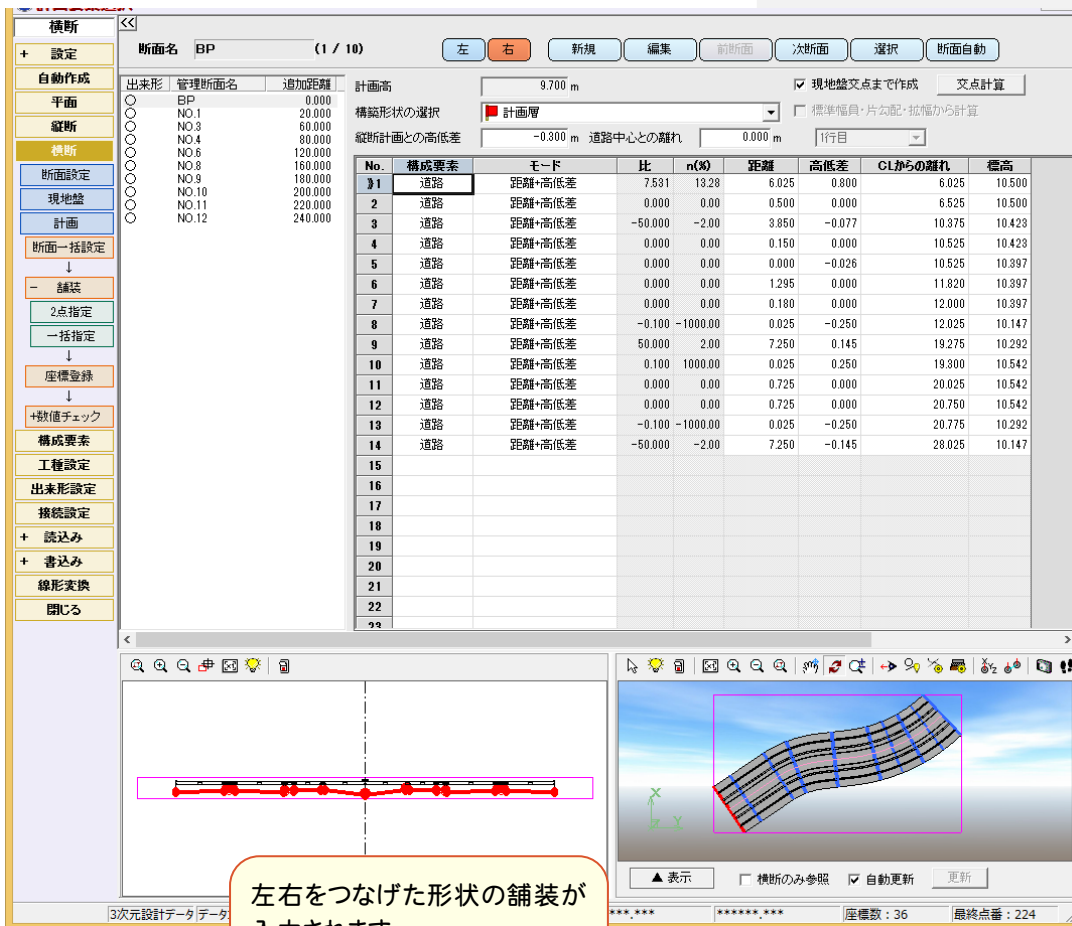 横断
+ 設定
自動作成
平面
縦断
横断
断面設定
現地盤
計画
断面一括設定
↓
- 舗装
2点指定
一括指定
↓
座標登録
↓
+数値チェック
構成要素
工種設定
出来形設定
接続設定
+ 読込み
+ 書込み
線形変換
閉じる
<<
断面名 BP (1 / 10) 左 右 新規 編集 前断面 次断面 選択 断面自動
出来形 管理断面名 追加距離
○ BP 0.000
○ NO.1 20.000
○ NO.3 60.000
○ NO.4 80.000
○ NO.6 120.000
○ NO.8 160.000
○ NO.9 180.000
○ NO.10 200.000
○ NO.11 220.000
○ NO.12 240.000
計画高 9.700 m 現地盤交点まで作成 交点計算
構築形状の選択 計画層 標準幅員・片勾配・拡幅から計算
縦断計画との高低差 -0.300 m 道路中心との離れ 0.000 m 1行目
No. 構成要素 モード 比 n(%) 距離 高低差 CLからの離れ 標高
1 道路 距離+高低差 7.531 13.28 6.025 0.800 6.025 10.500
2 道路 距離+高低差 0.000 0.00 0.500 0.000 6.525 10.500
3 道路 距離+高低差 -50.000 -2.00 3.850 -0.077 10.375 10.423
4 道路 距離+高低差 0.000 0.00 0.150 0.000 10.525 10.423
5 道路 距離+高低差 0.000 0.00 0.000 -0.026 10.525 10.397
6 道路 距離+高低差 0.000 0.00 1.295 0.000 11.820 10.397
7 道路 距離+高低差 0.000 0.00 0.180 0.000 12.000 10.397
8 道路 距離+高低差 -0.100 -1000.00 0.025 -0.250 12.025 10.147
9 道路 距離+高低差 50.000 2.00 7.250 0.145 19.275 10.292
10 道路 距離+高低差 0.100 1000.00 0.025 0.250 19.300 10.542
11 道路 距離+高低差 0.000 0.00 0.725 0.000 20.025 10.542
12 道路 距離+高低差 0.000 0.00 0.725 0.000 20.750 10.542
13 道路 距離+高低差 -0.100 -1000.00 0.025 -0.250 20.775 10.292
14 道路 距離+高低差 -50.000 -2.00 7.250 -0.145 28.025 10.147
15
16
17
18
19
20
21
22
23
X
Z Y
▲ 表示 横断のみ参照 自動更新 更新
左右をつなげた形状の舗装が
入力されます
3次元設計データ データ ***.*** ******.*** 座標数：36 最終点番：224